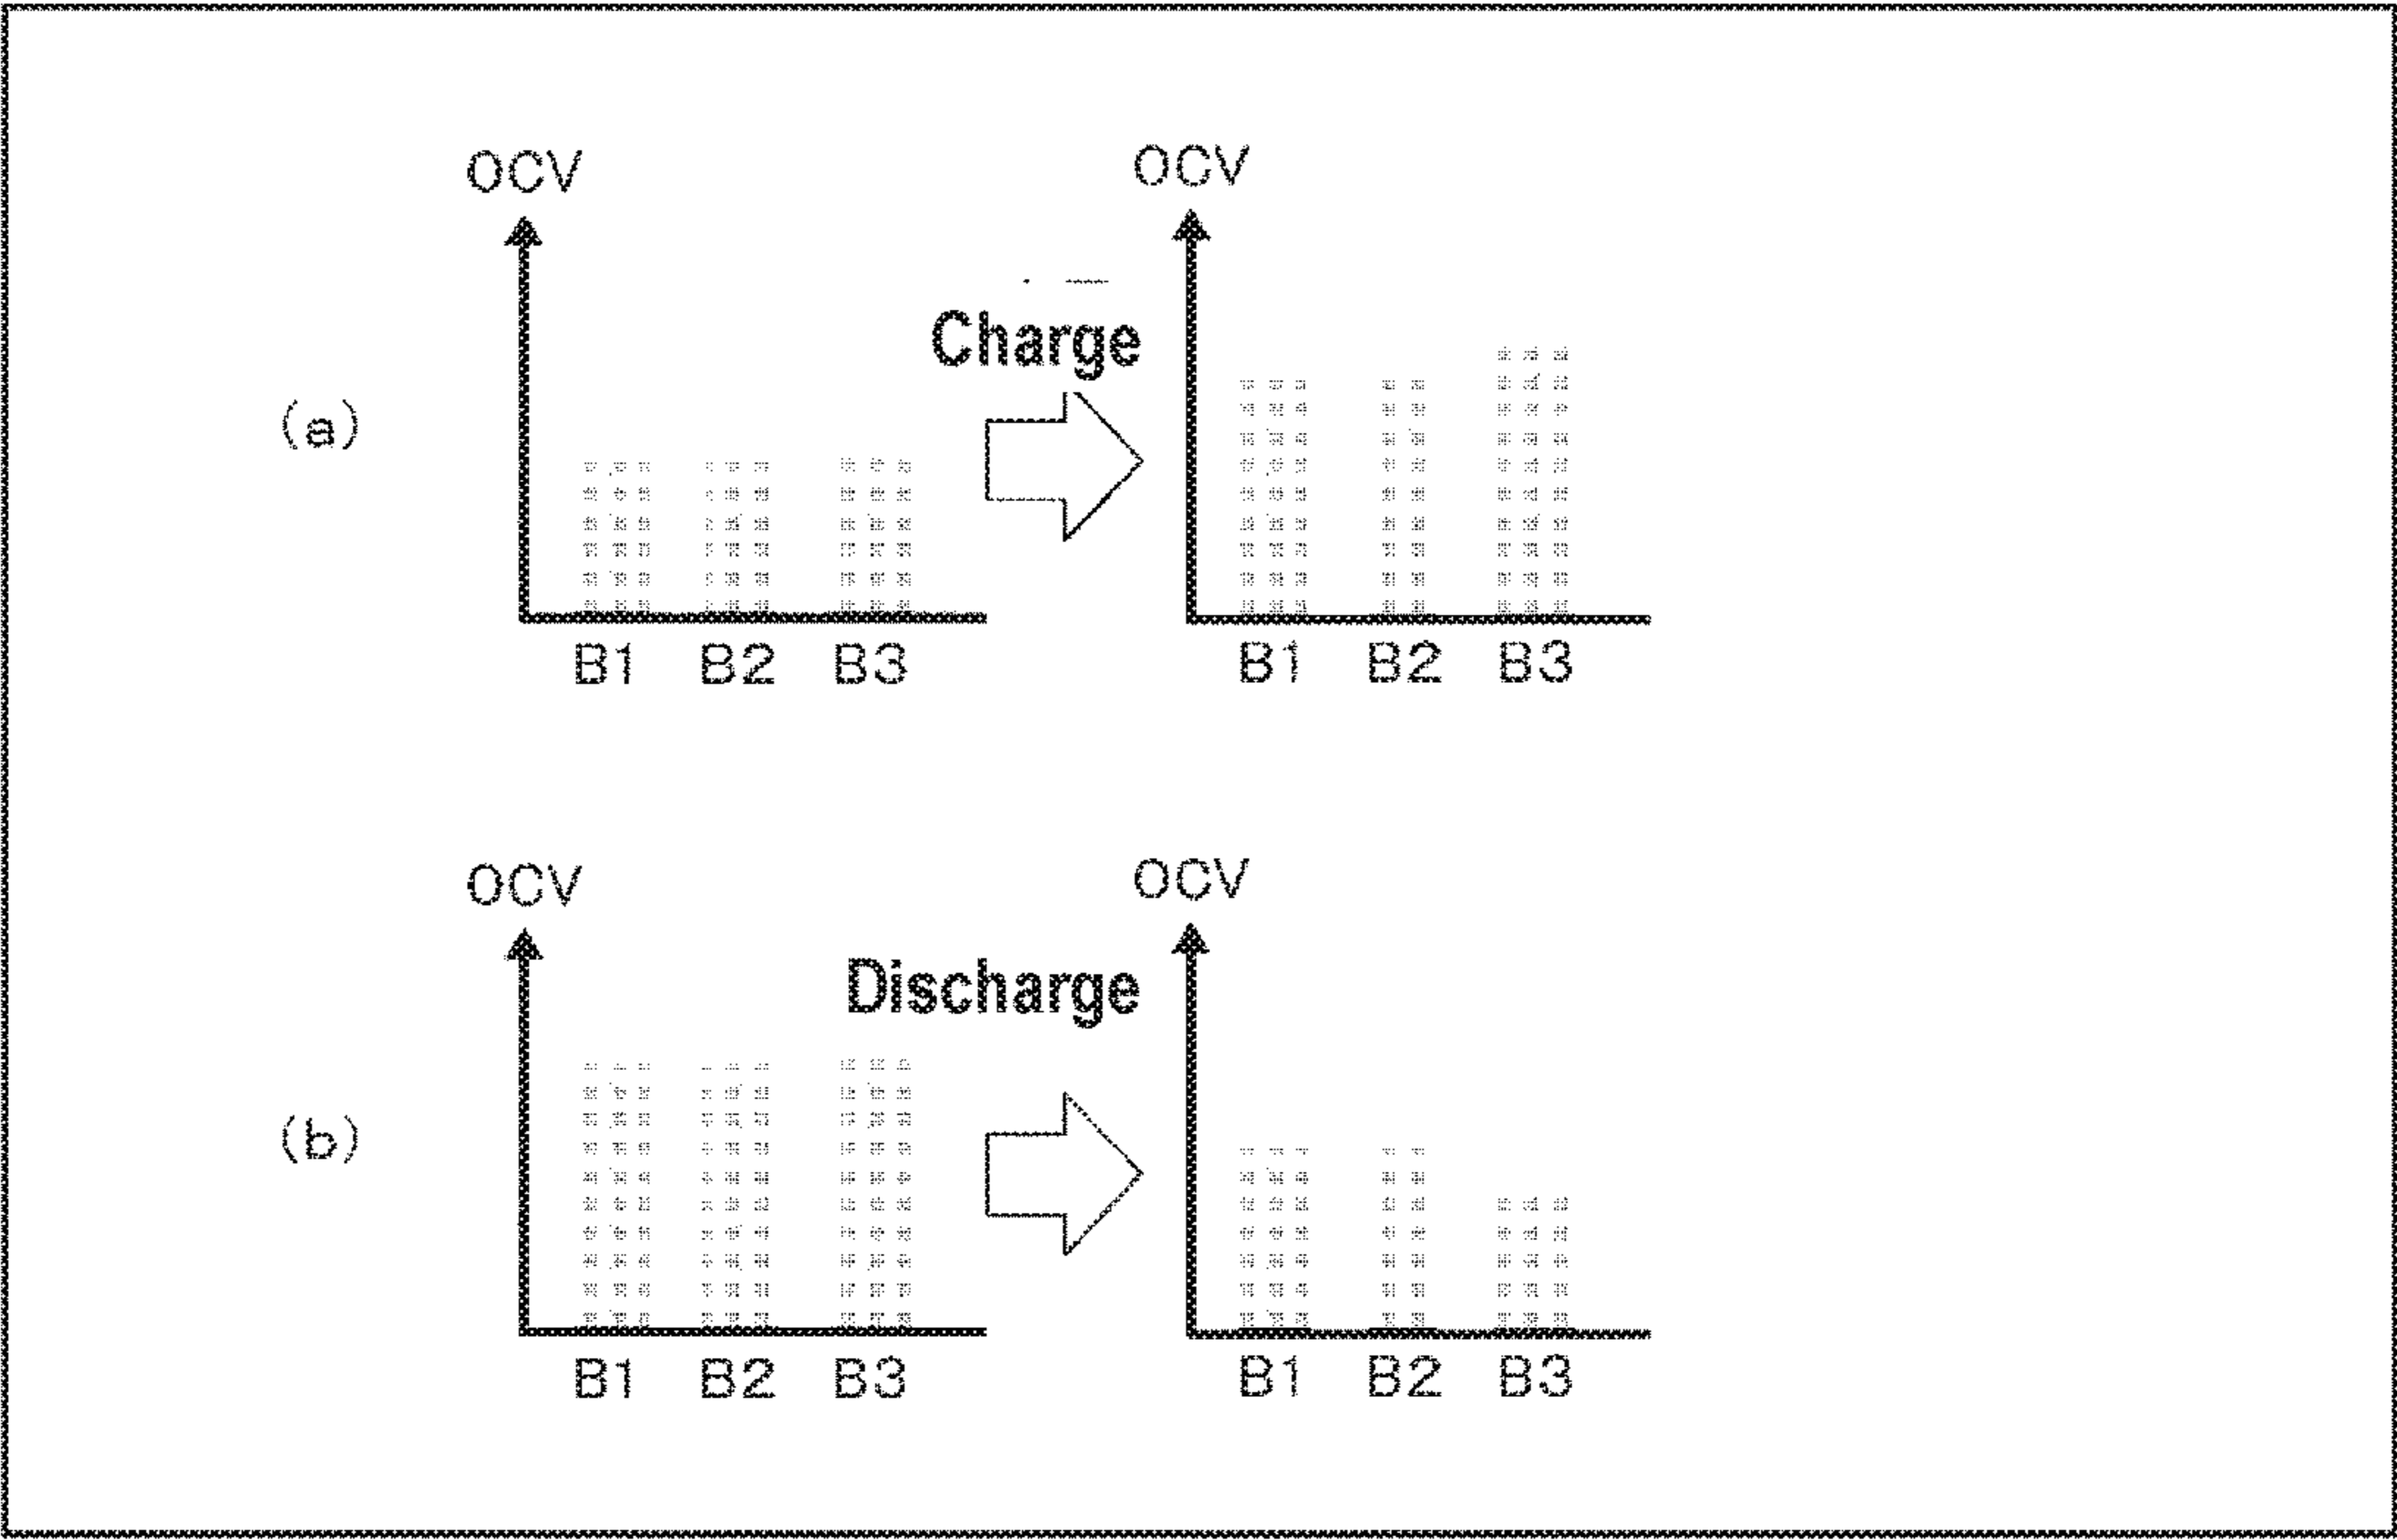 OCV
OCV
Charge
(a)
B1 B2 B3
B1 B2 B3
OCV
OCV
Discharge
(b)
B1 B2 B3
B1 B2 B3